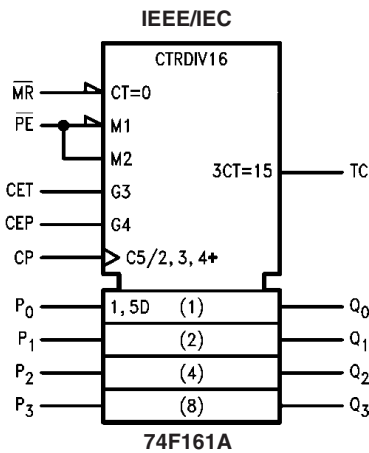 IEEE/IEC
CTRDIV16
MR CT=0
PE M1
M2
3CT=15 TC
CET G3
CEP G4
CP C5/2,3,4+
P0 1,5D (1) Q0
P1 (2) Q1
P2 (4) Q2
P3 (8) Q3
74F161A